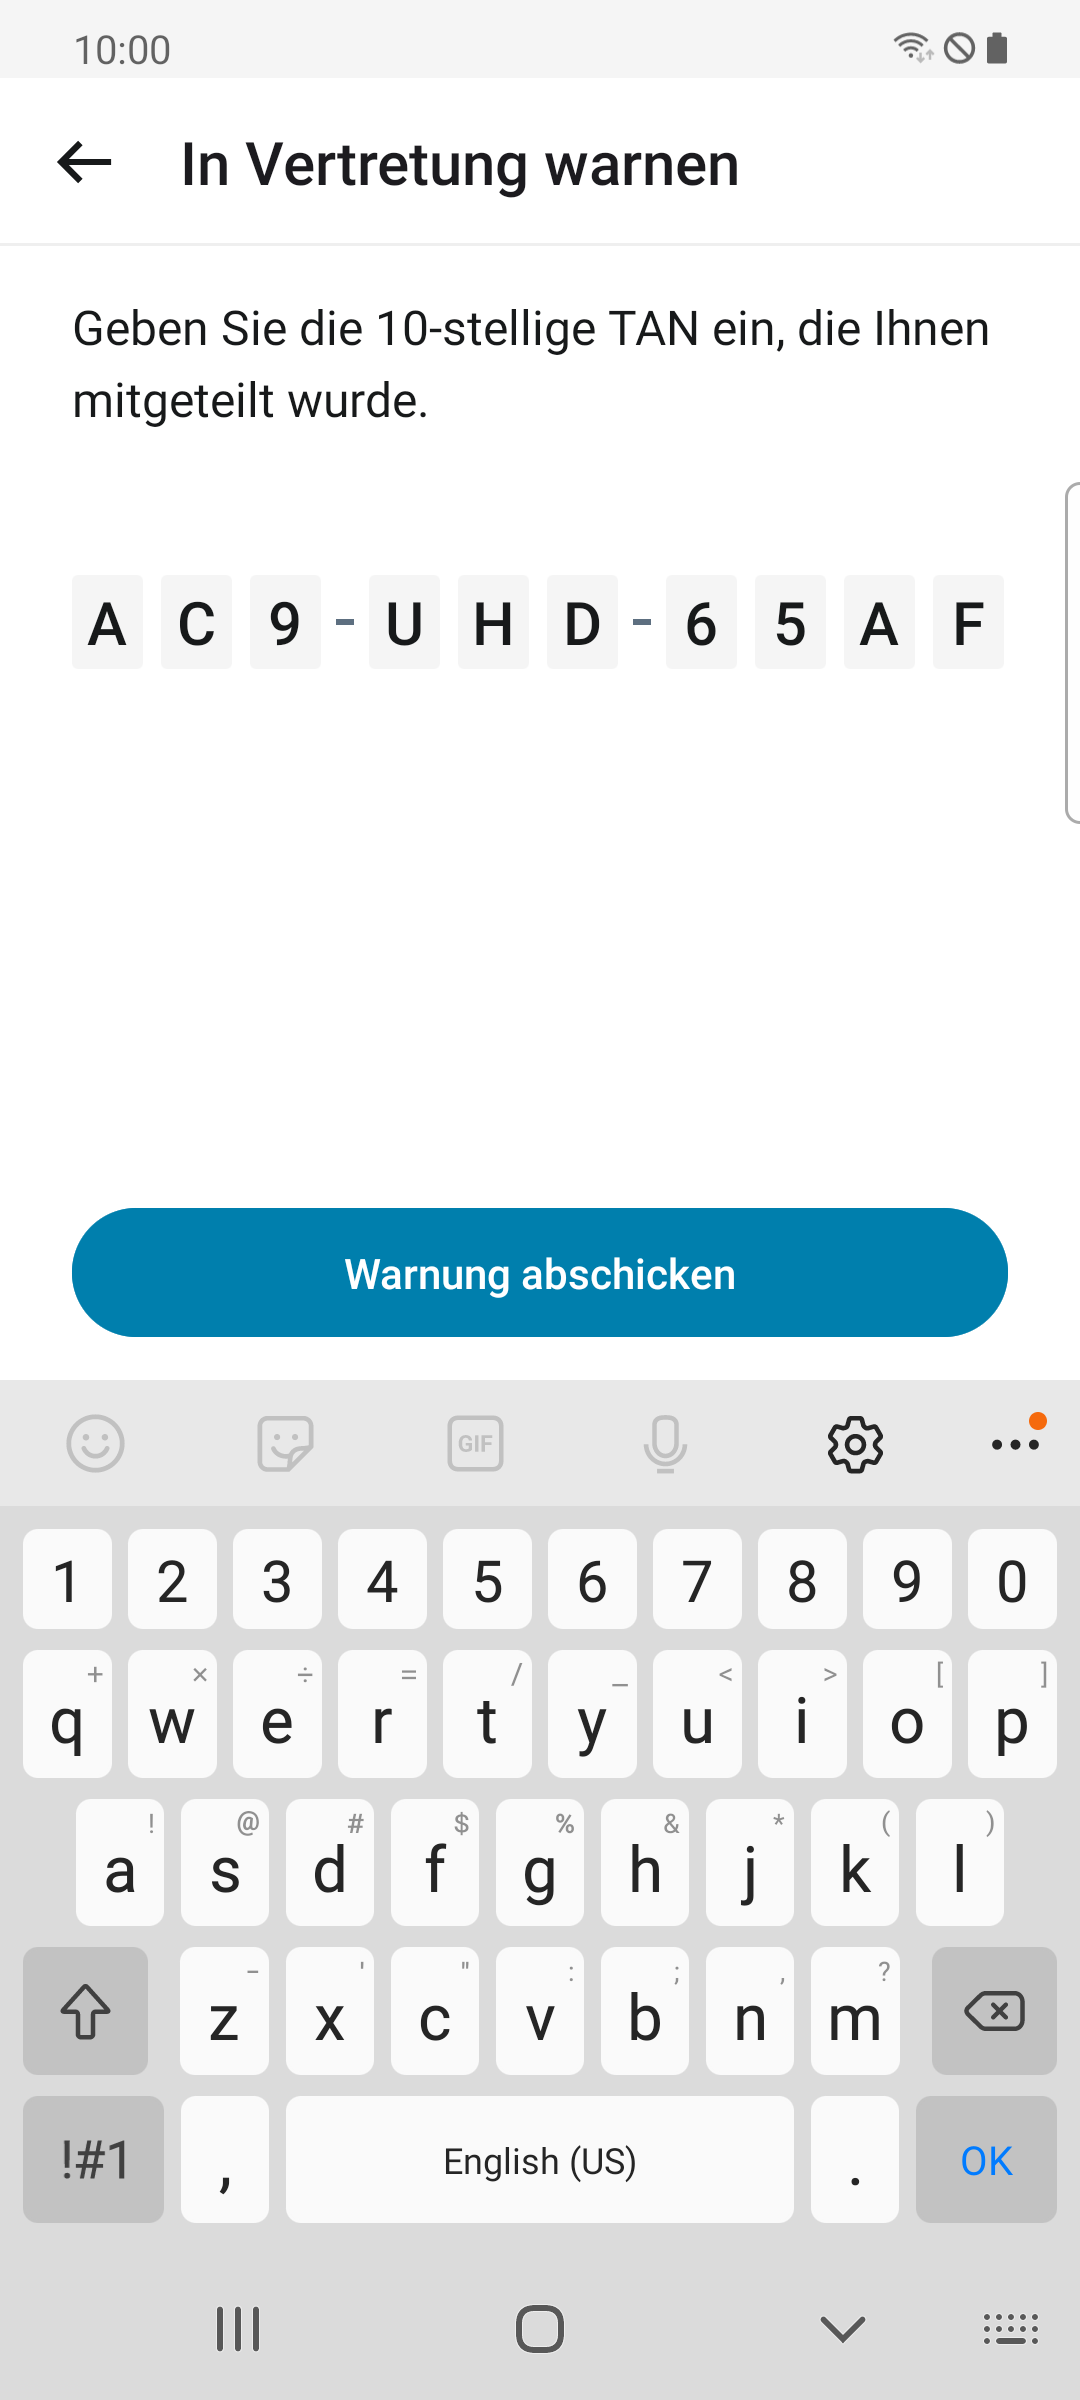 10:00
In Vertretung warnen
Geben Sie die 10-stellige TAN ein, die Ihnen
mitgeteilt wurde.
A C 9 - U H D - 6 5 A F
Warnung abschicken
GIF
1 2 3 4 5 6 7 8 9 0
+ × ÷ = / _ < > [ ]
q w e r t y u i o p
! @ # $ % & * ( )
a s d f g h j k l
- ' " : ; , ?
z x c v b n m
!#1 , English (US) . OK